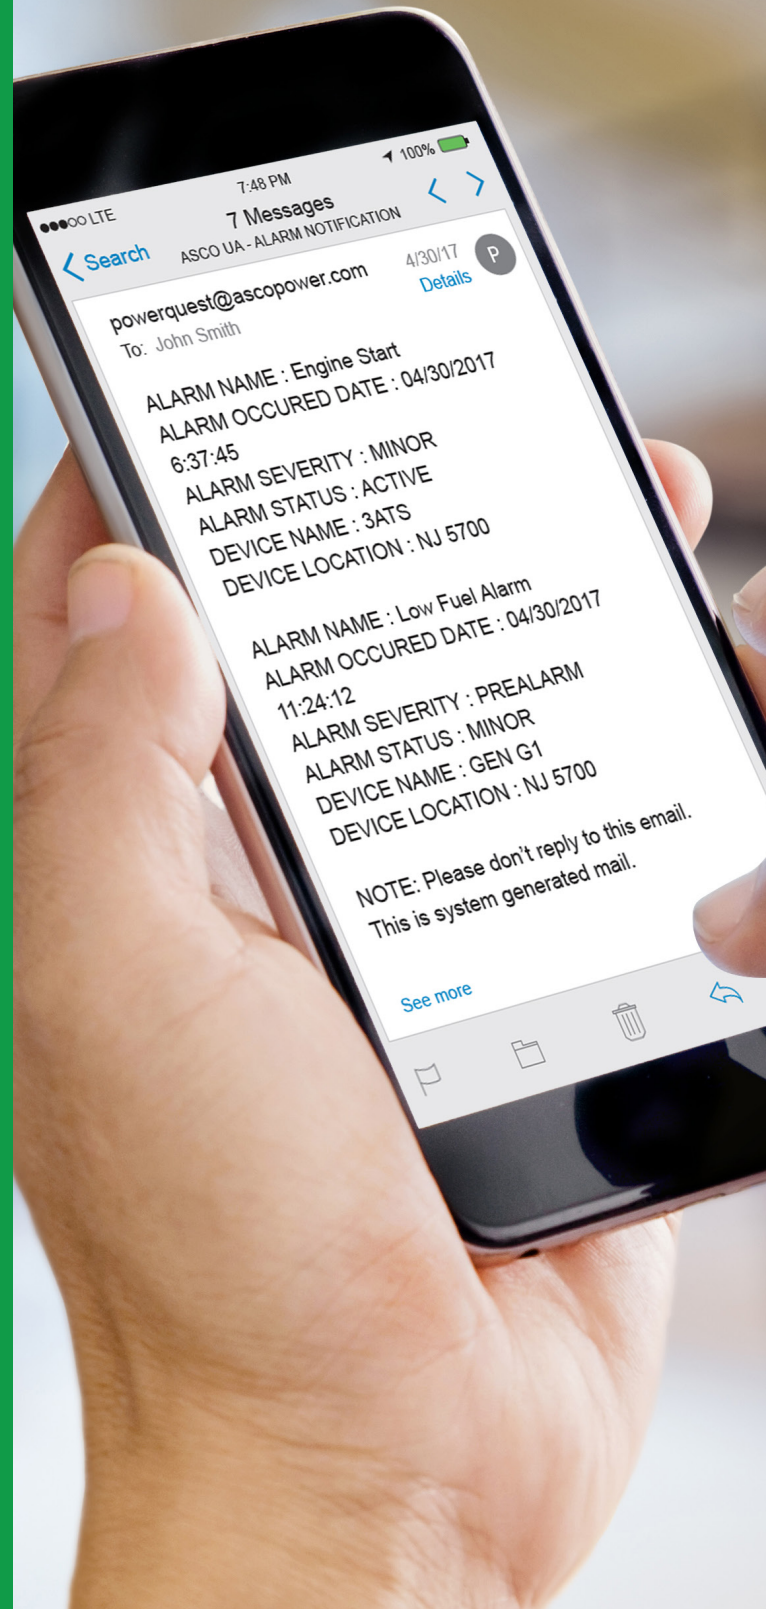 LTE 7:48 PM 100%
Search 7 Messages
ASCO UA - ALARM NOTIFICATION
powerquest@ascopower.com 4/30/17 P
To: John Smith Details
ALARM NAME : Engine Start
ALARM OCCURED DATE : 04/30/2017
6:37:45
ALARM SEVERITY : MINOR
ALARM STATUS : ACTIVE
DEVICE NAME : 3ATS
DEVICE LOCATION : NJ 5700
ALARM NAME : Low Fuel Alarm
ALARM OCCURED DATE : 04/30/2017
11:24:12
ALARM SEVERITY : PREALARM
ALARM STATUS : MINOR
DEVICE NAME : GEN G1
DEVICE LOCATION : NJ 5700
NOTE: Please don't reply to this email.
This is system generated mail.
See more